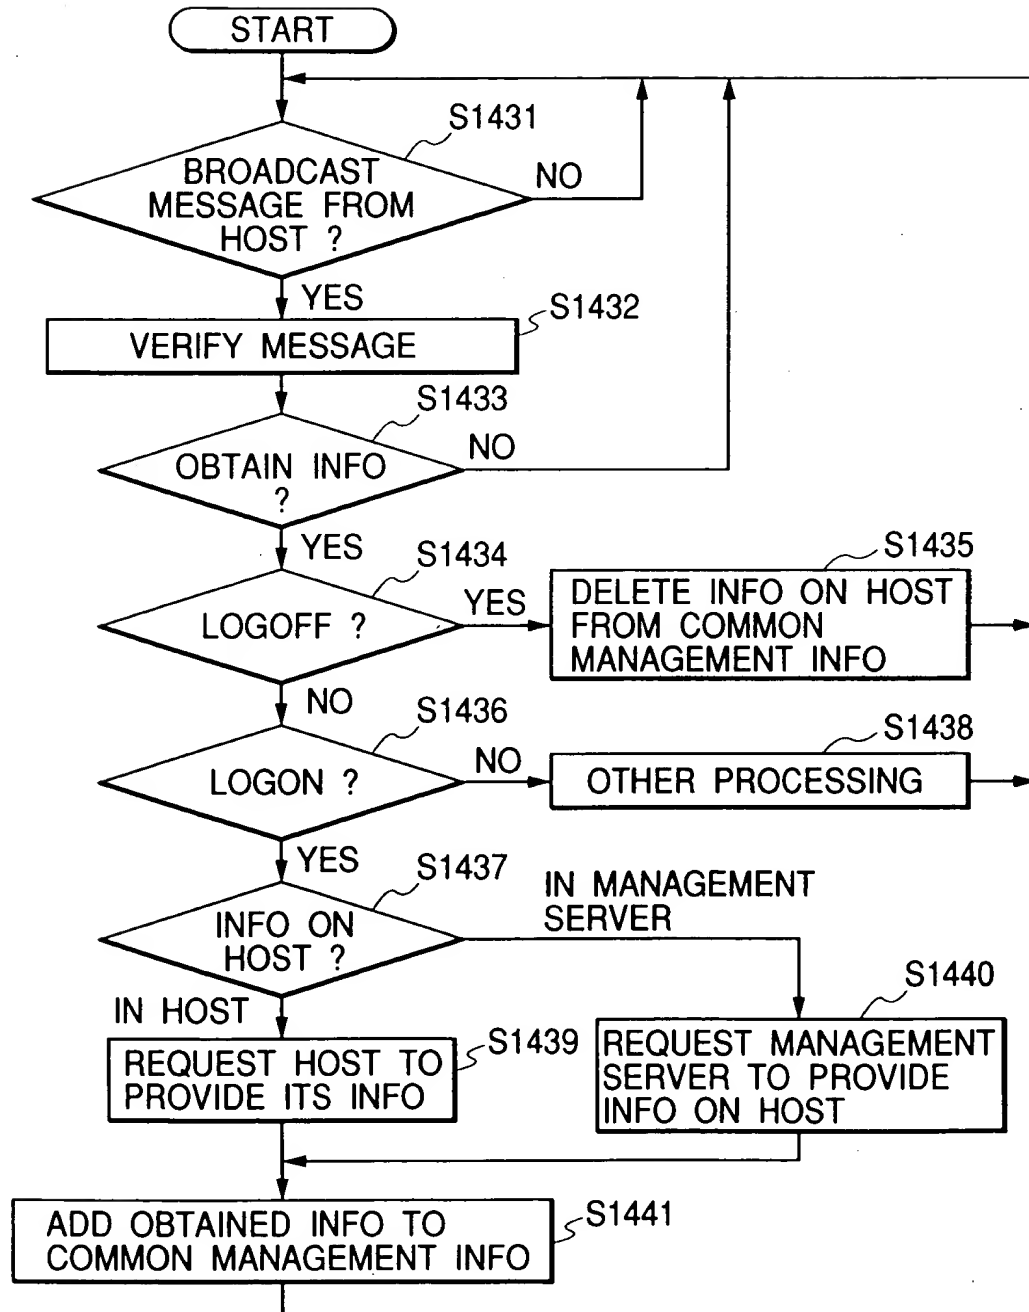 START
S1431
BROADCAST
MESSAGE FROM
HOST ?
NO
YES
S1432
VERIFY MESSAGE
S1433
OBTAIN INFO
?
NO
YES
S1434
LOGOFF ?
YES
S1435
DELETE INFO ON HOST
FROM COMMON
MANAGEMENT INFO
NO
S1436
LOGON ?
NO
S1438
OTHER PROCESSING
YES
S1437
INFO ON
HOST ?
IN MANAGEMENT
SERVER
IN HOST
S1439
REQUEST HOST TO
PROVIDE ITS INFO
S1440
REQUEST MANAGEMENT
SERVER TO PROVIDE
INFO ON HOST
S1441
ADD OBTAINED INFO TO
COMMON MANAGEMENT INFO